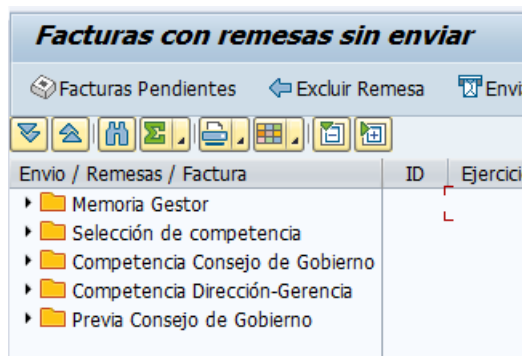 Facturas con remesas sin enviar
Facturas Pendientes Excluir Remesa
Envio / Remesas / Factura ID
Memoria Gestor
Selección de competencia
Competencia Consejo de Gobierno
Competencia Dirección-Gerencia
Previa Consejo de Gobierno